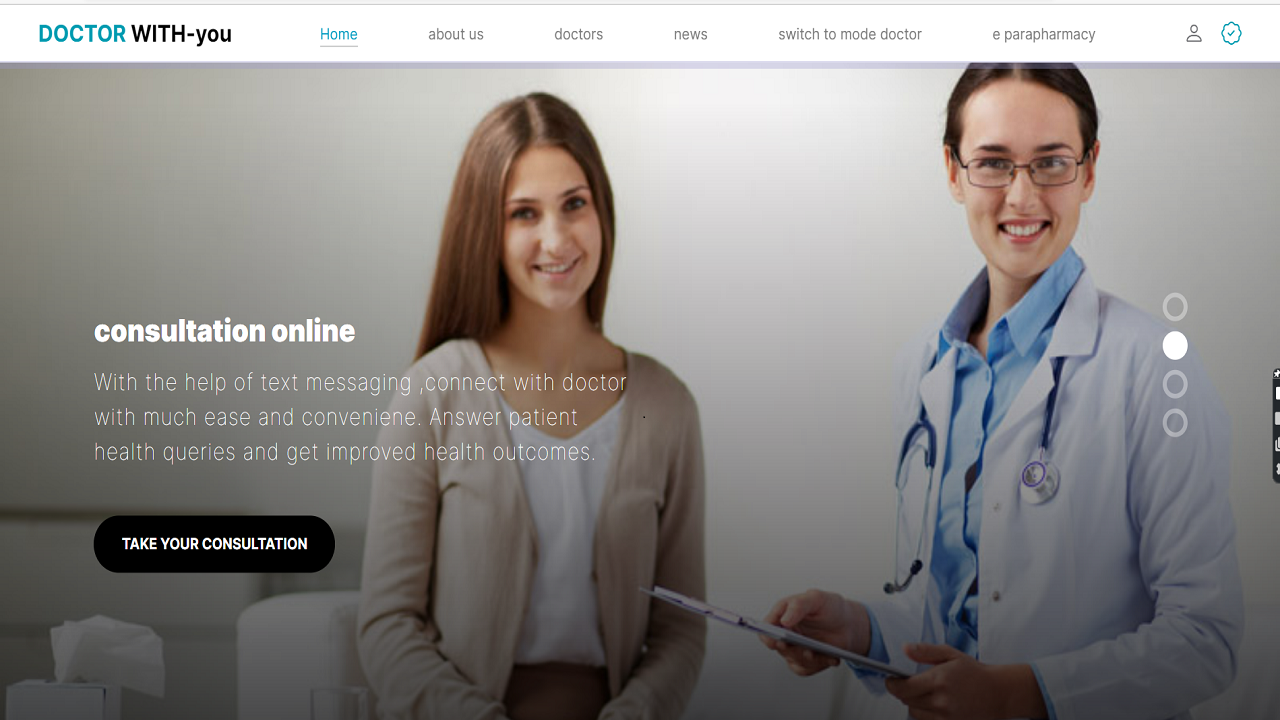 DOCTOR WITH-you Home about us doctors news switch to mode doctor e parapharmacy
consultation online
With the help of text messaging ,connect with doctor
with much ease and conveniene. Answer patient
health queries and get improved health outcomes.
TAKE YOUR CONSULTATION